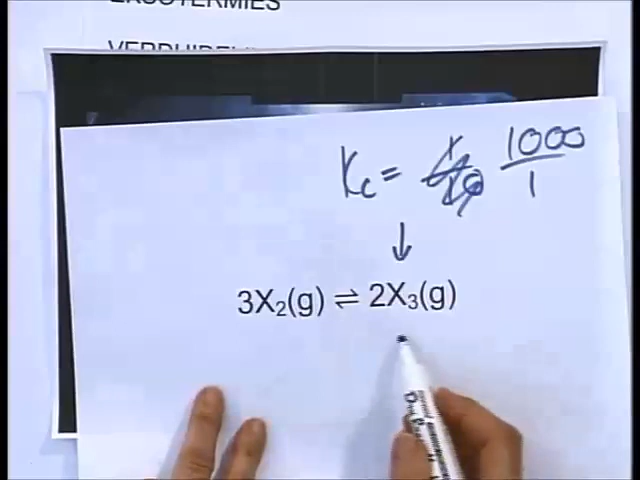 EKSOTERMIES
Kc = 1000/1
3X₂(g) ⇌ 2X₃(g)